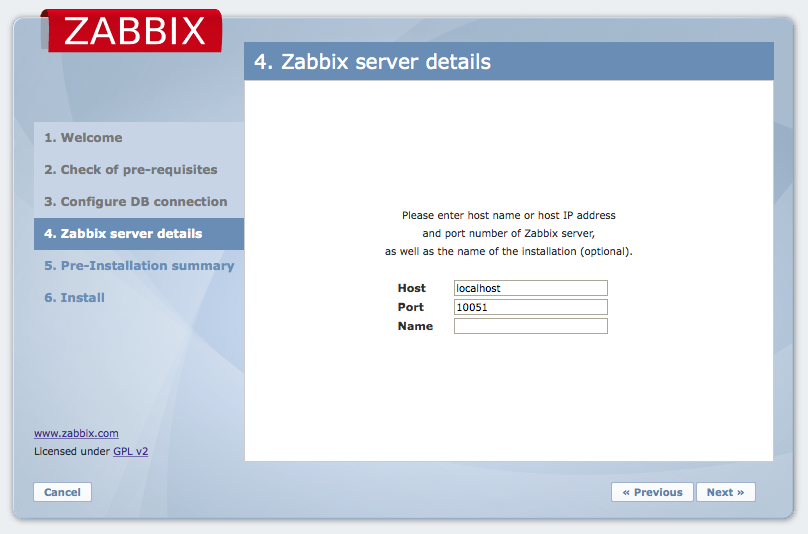 ZABBIX
4. Zabbix server details
1. Welcome
2. Check of pre-requisites
3. Configure DB connection
4. Zabbix server details
5. Pre-Installation summary
6. Install
Please enter host name or host IP address
and port number of Zabbix server,
as well as the name of the installation (optional).
Host localhost
Port 10051
Name
www.zabbix.com
Licensed under GPL v2
Cancel « Previous Next »